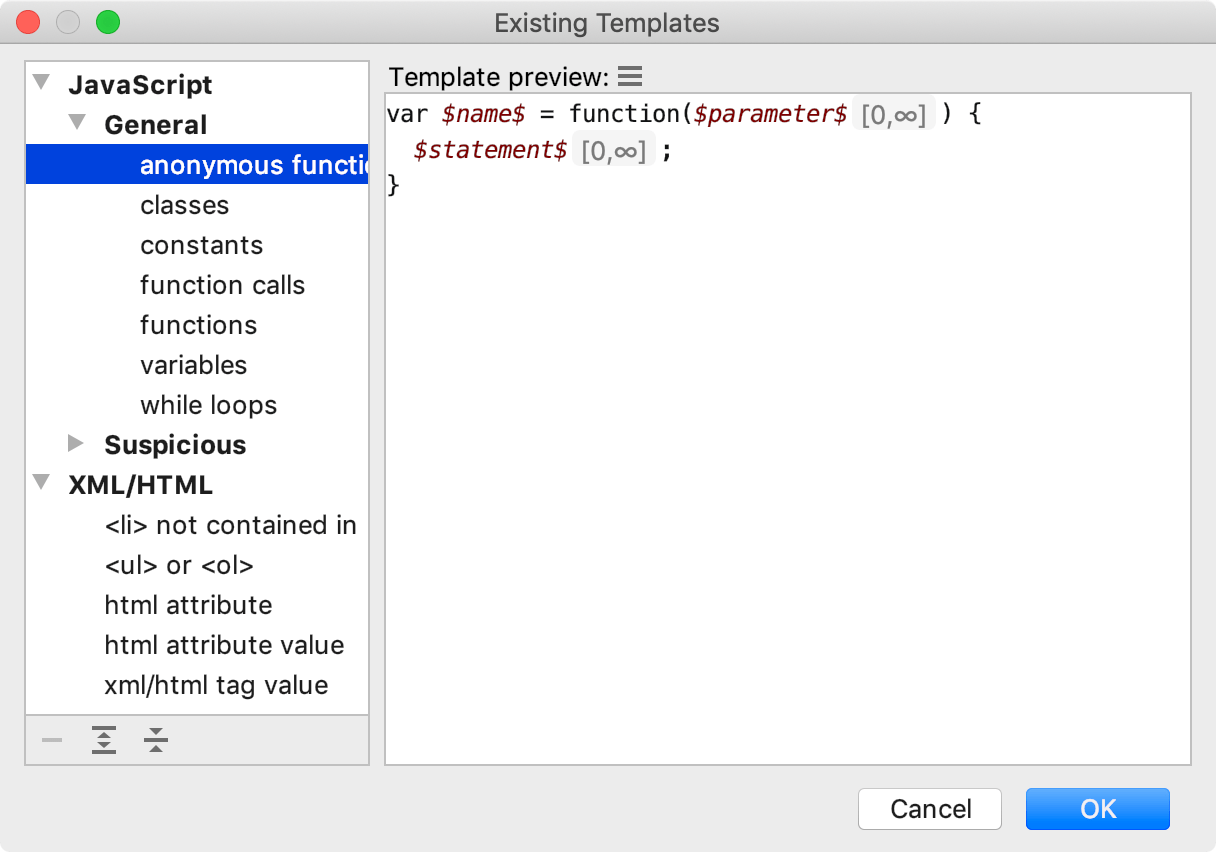 Existing Templates
JavaScript
General
anonymous functi
classes
constants
function calls
functions
variables
while loops
Suspicious
XML/HTML
<li> not contained in
<ul> or <ol>
html attribute
html attribute value
xml/html tag value
Template preview:
var $name$ = function($parameter$ [0,∞] ) {
$statement$ [0,∞] ;
}
Cancel
OK